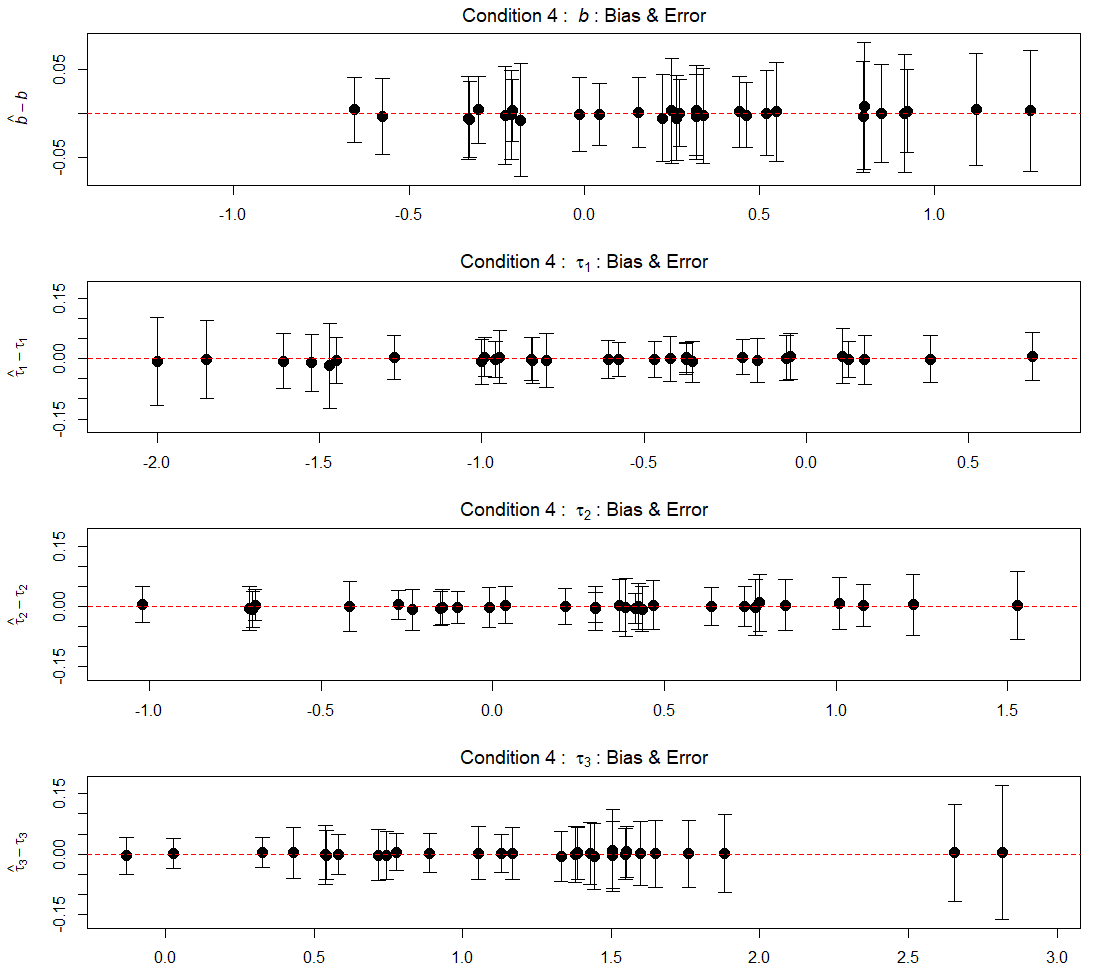 Condition 4 : b : Bias & Error
b̂ − b
0.05
-0.05
-1.0 -0.5 0.0 0.5 1.0
Condition 4 : τ1 : Bias & Error
τ̂1 − τ1
0.15
0.00
-0.15
-2.0 -1.5 -1.0 -0.5 0.0 0.5
Condition 4 : τ2 : Bias & Error
τ̂2 − τ2
0.15
0.00
-0.15
-1.0 -0.5 0.0 0.5 1.0 1.5
Condition 4 : τ3 : Bias & Error
τ̂3 − τ3
0.15
0.00
-0.15
0.0 0.5 1.0 1.5 2.0 2.5 3.0